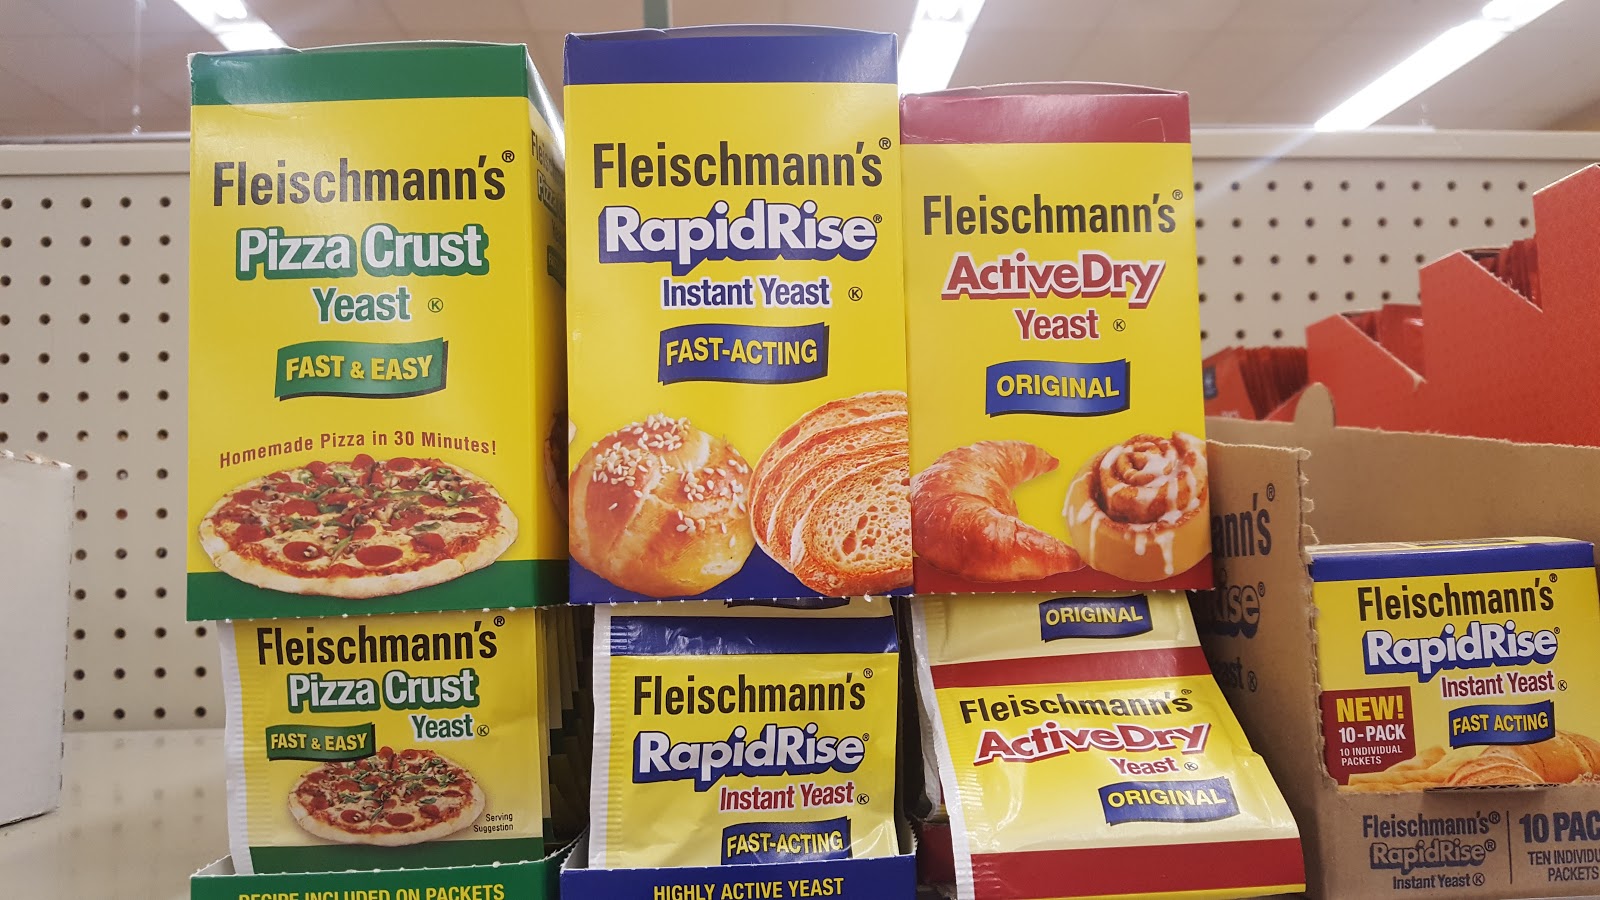 Fleischmann's®
Pizza Crust
Yeast Ⓚ
FAST & EASY
Homemade Pizza in 30 Minutes!
Fleischmann's®
RapidRise®
Instant Yeast Ⓚ
FAST-ACTING
Fleischmann's®
ActiveDry
Yeast Ⓚ
ORIGINAL
Fleischmann's®
Pizza Crust
Yeast Ⓚ
FAST & EASY
Serving
Suggestion
RECIPE INCLUDED ON PACKETS
Fleischmann's®
RapidRise®
Instant Yeast Ⓚ
FAST-ACTING
HIGHLY ACTIVE YEAST
ORIGINAL
Fleischmann's®
ActiveDry
Yeast Ⓚ
ORIGINAL
Fleischmann's®
RapidRise®
Instant Yeast Ⓚ
FAST ACTING
NEW!
10-PACK
10 INDIVIDUAL
PACKETS
Fleischmann's®
RapidRise®
Instant Yeast Ⓚ
10 PAC
TEN INDIVIDU
PACKETS